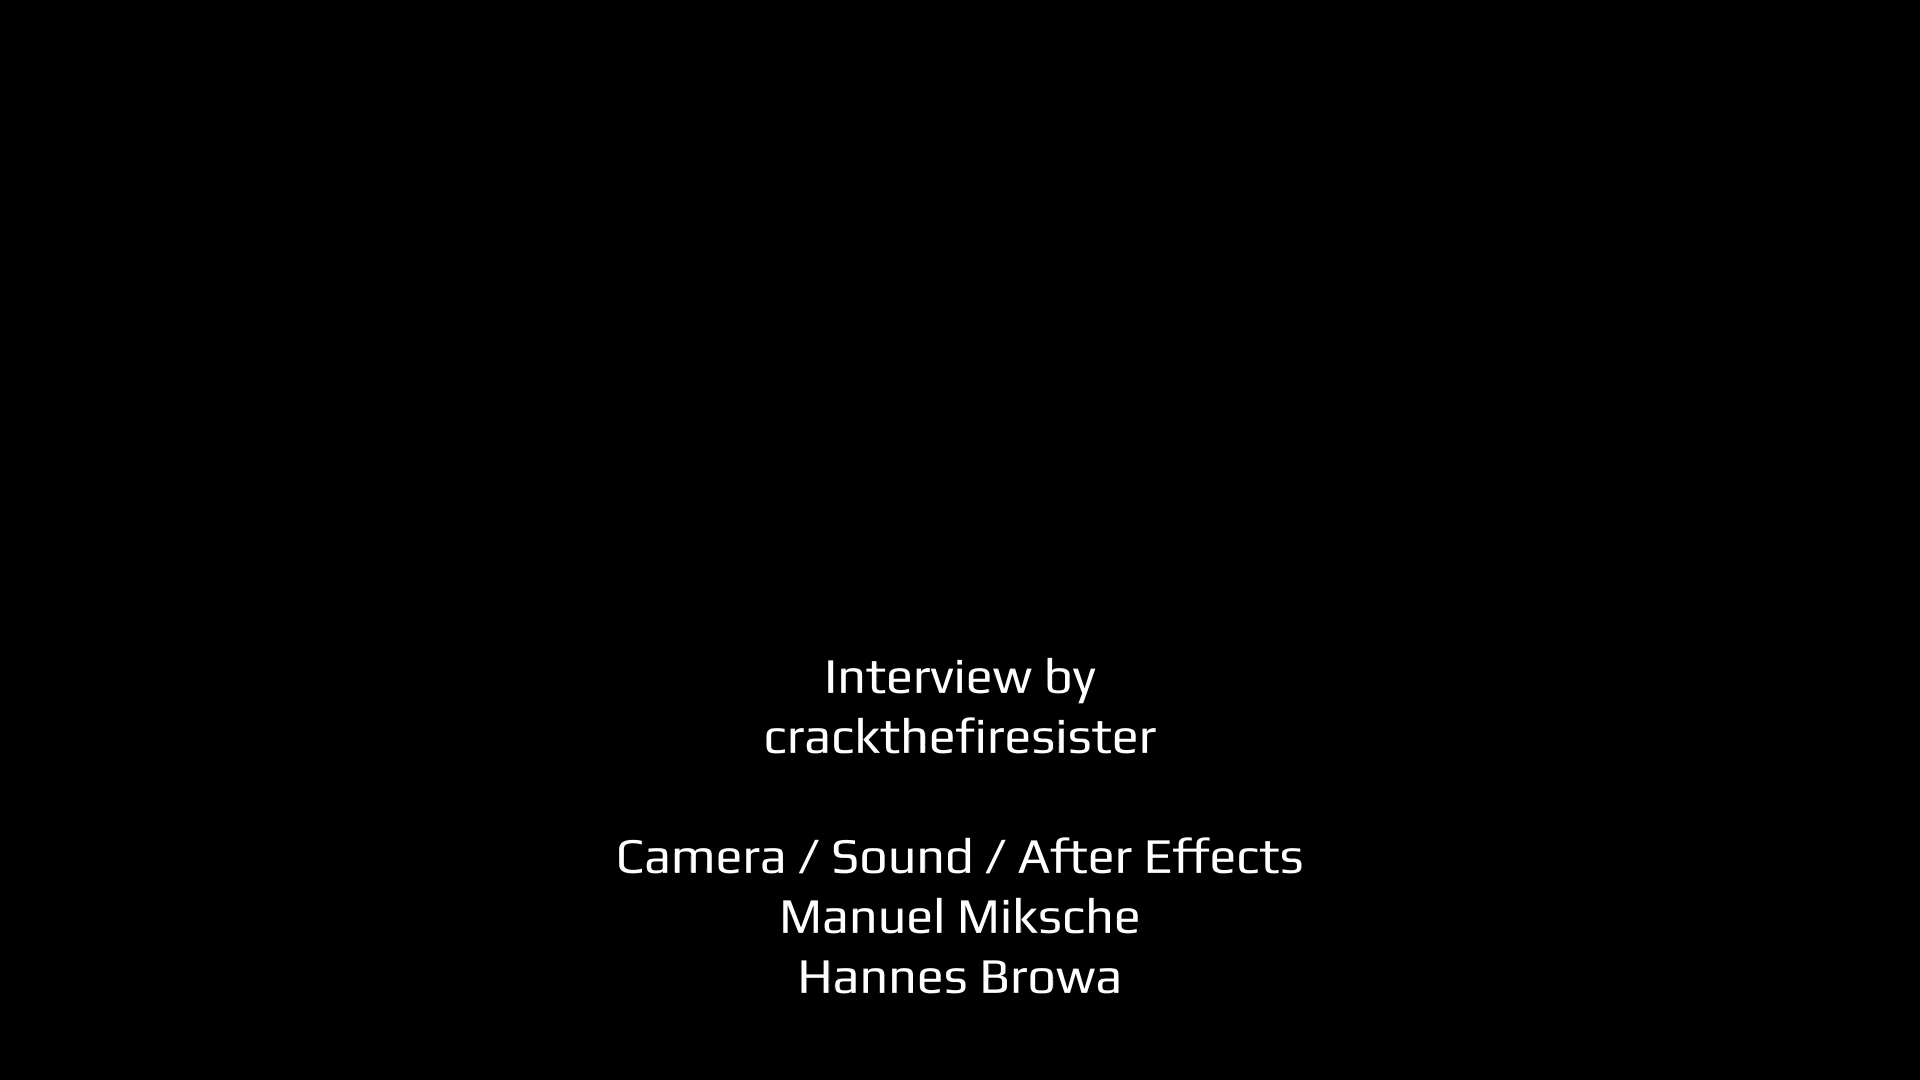 Interview by
crackthefiresister
Camera / Sound / After Effects
Manuel Miksche
Hannes Browa